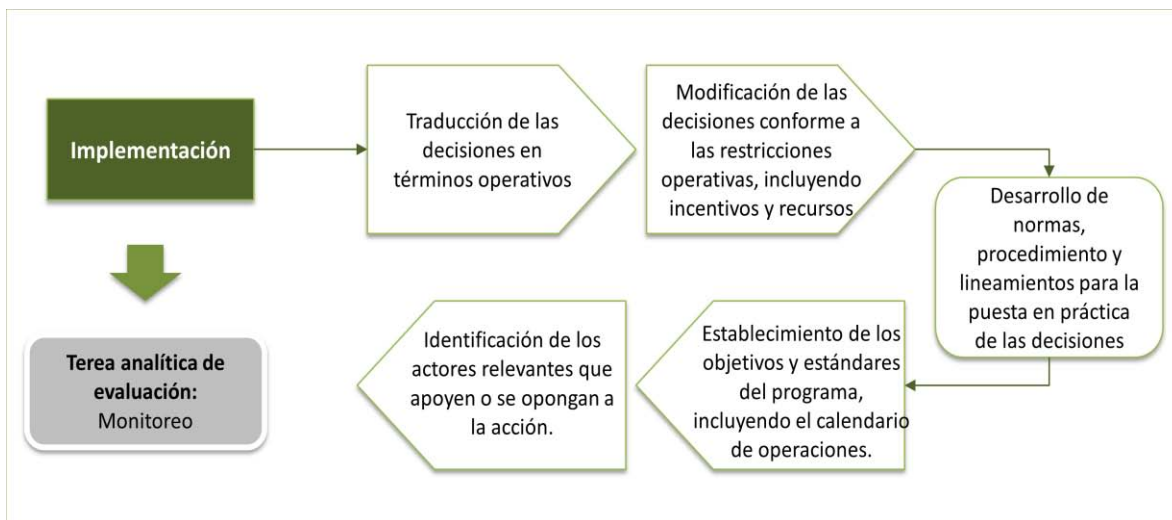 Implementación
Traducción de las
decisiones en
términos operativos
Modificación de las
decisiones conforme a
las restricciones
operativas, incluyendo
incentivos y recursos
Desarrollo de
normas,
procedimiento y
lineamientos para la
puesta en práctica
de las decisiones
Establecimiento de los
objetivos y estándares
del programa,
incluyendo el calendario
de operaciones.
Identificación de los
actores relevantes que
apoyen o se opongan a
la acción.
Terea analítica de
evaluación:
Monitoreo